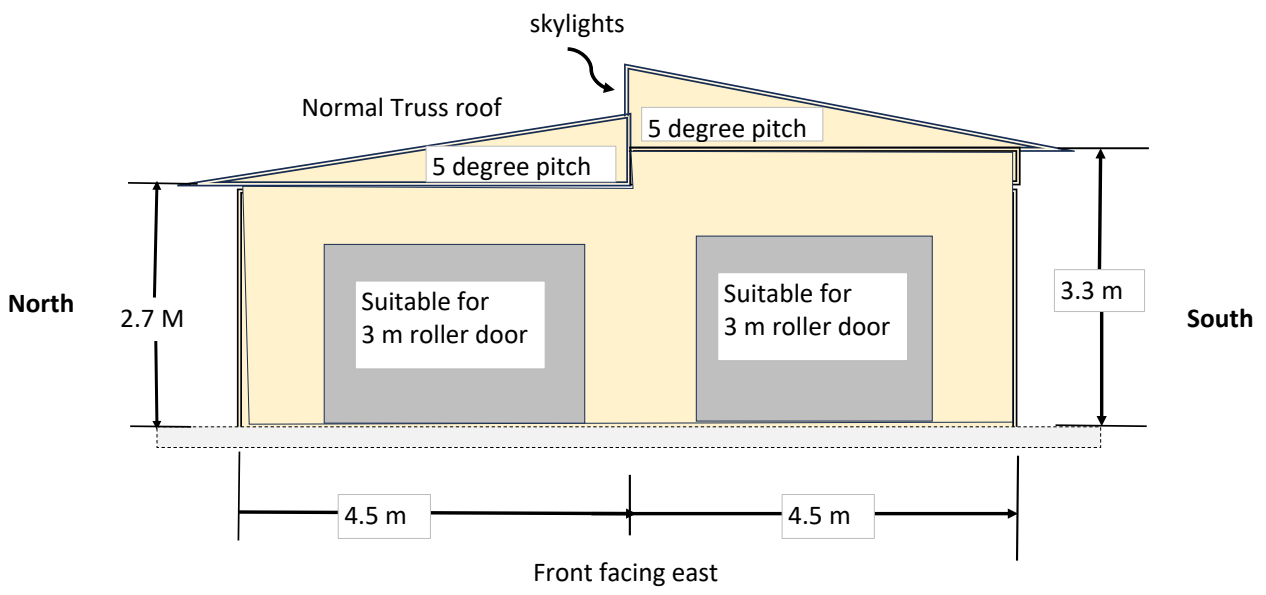 skylights
Normal Truss roof
5 degree pitch
5 degree pitch
Suitable for
3 m roller door
Suitable for
3 m roller door
North
2.7 M
3.3 m
South
4.5 m
4.5 m
Front facing east